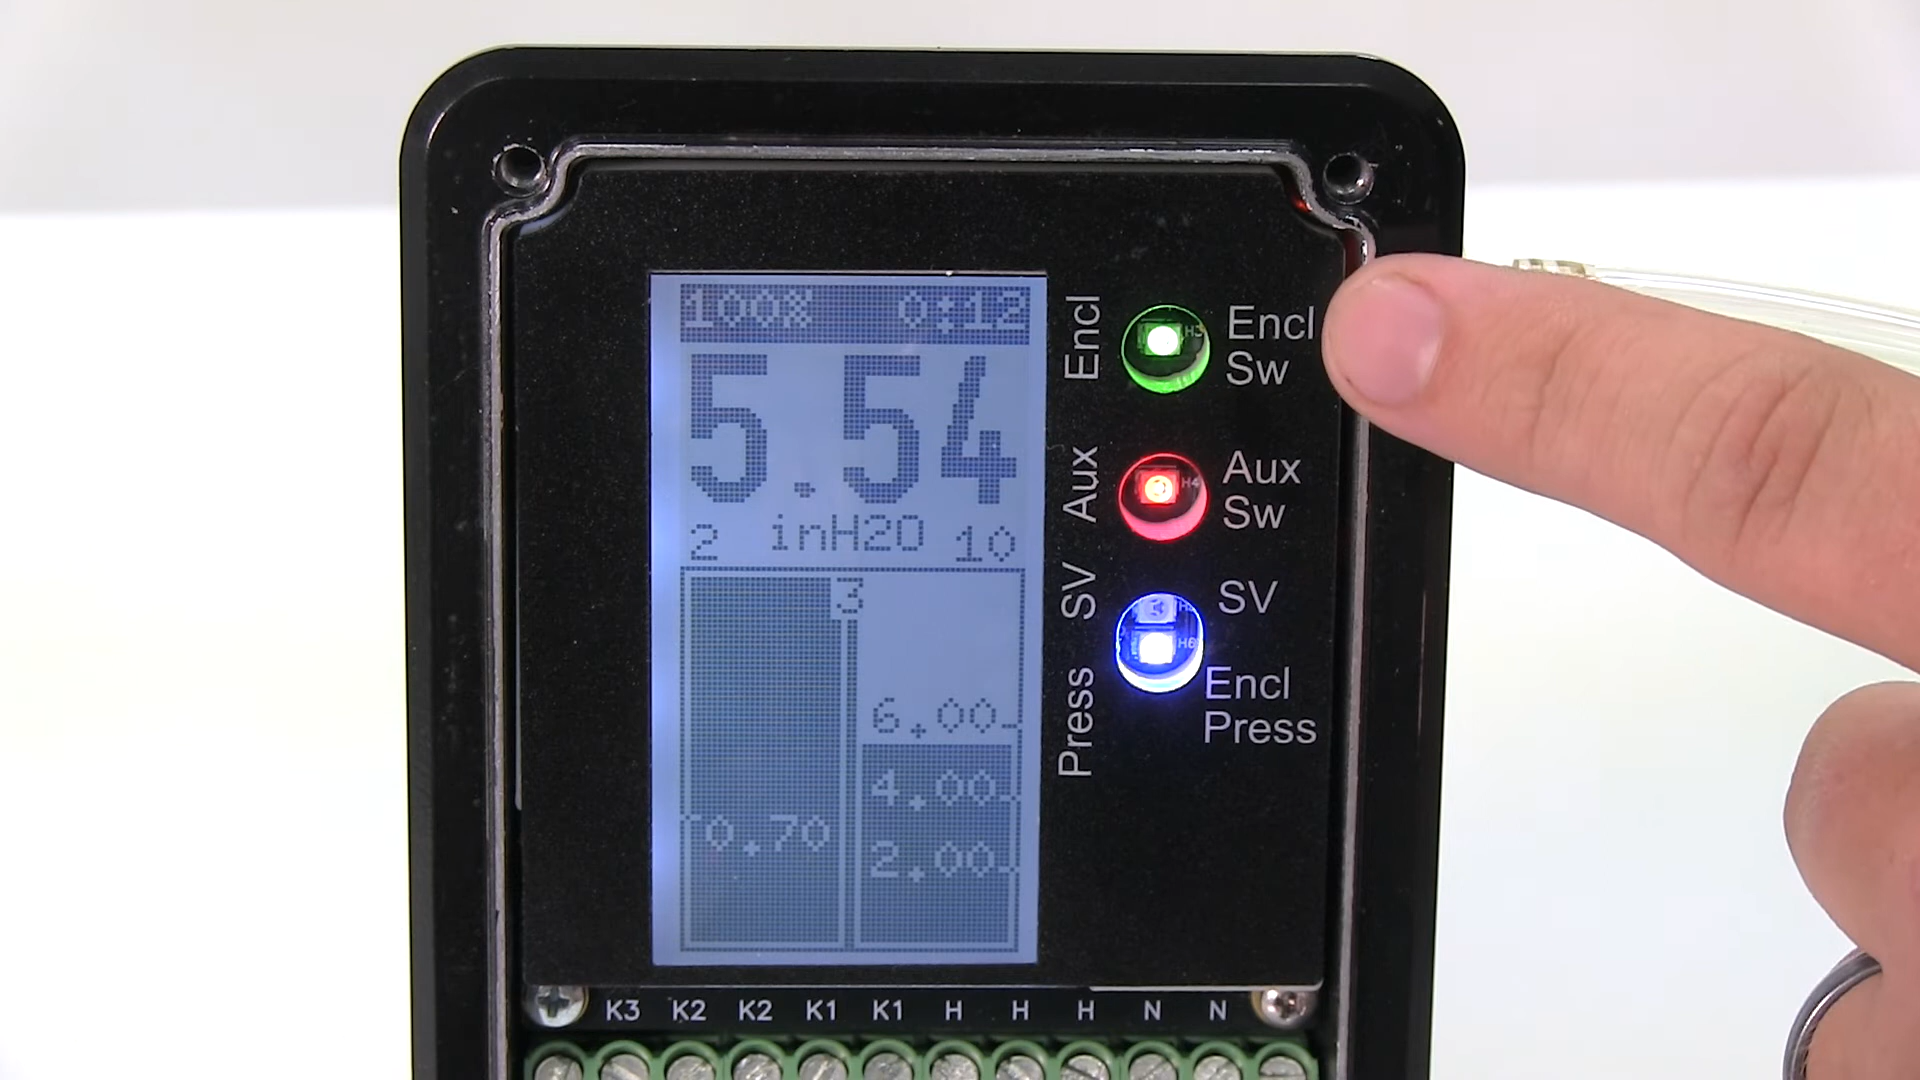 100% 0:12
5.54
2 inH2O 10
3
6.00
4.00
0.70
2.00
Encl
Encl
Sw
Aux
Aux
Sw
SV
SV
Press
Encl
Press
K3 K2 K2 K1 K1 H H H N N